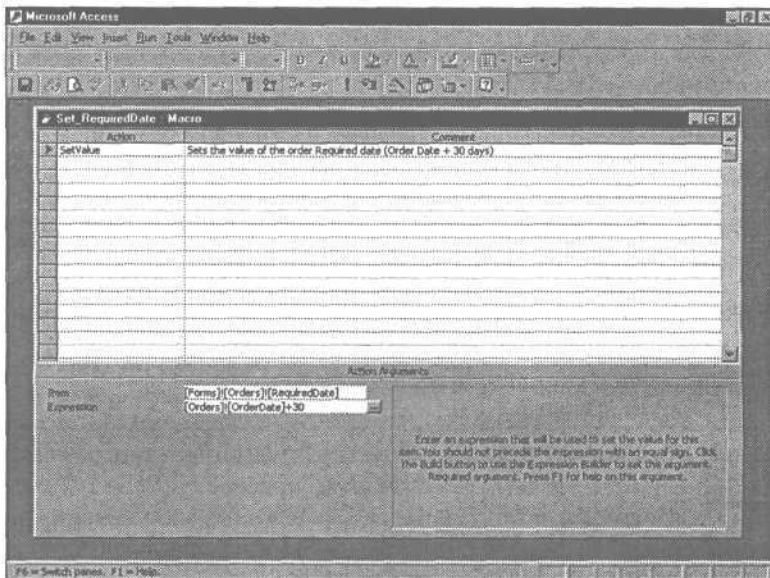 Microsoft Access
File Edit View Insert Run Tools Window Help
Set_RequiredDate : Macro
Action Comment
SetValue Sets the value of the order Required date (Order Date + 30 days)
Action Arguments
Item [Forms]![Orders]![RequiredDate]
Expression [Orders]![OrderDate]+30
Enter an expression that will be used to set the value for this
item. You should not precede the expression with an equal sign. Click
the Build button to use the Expression Builder to set this argument.
Required argument. Press F1 for help on this argument.
F6 = Switch panes. F1 = Help.